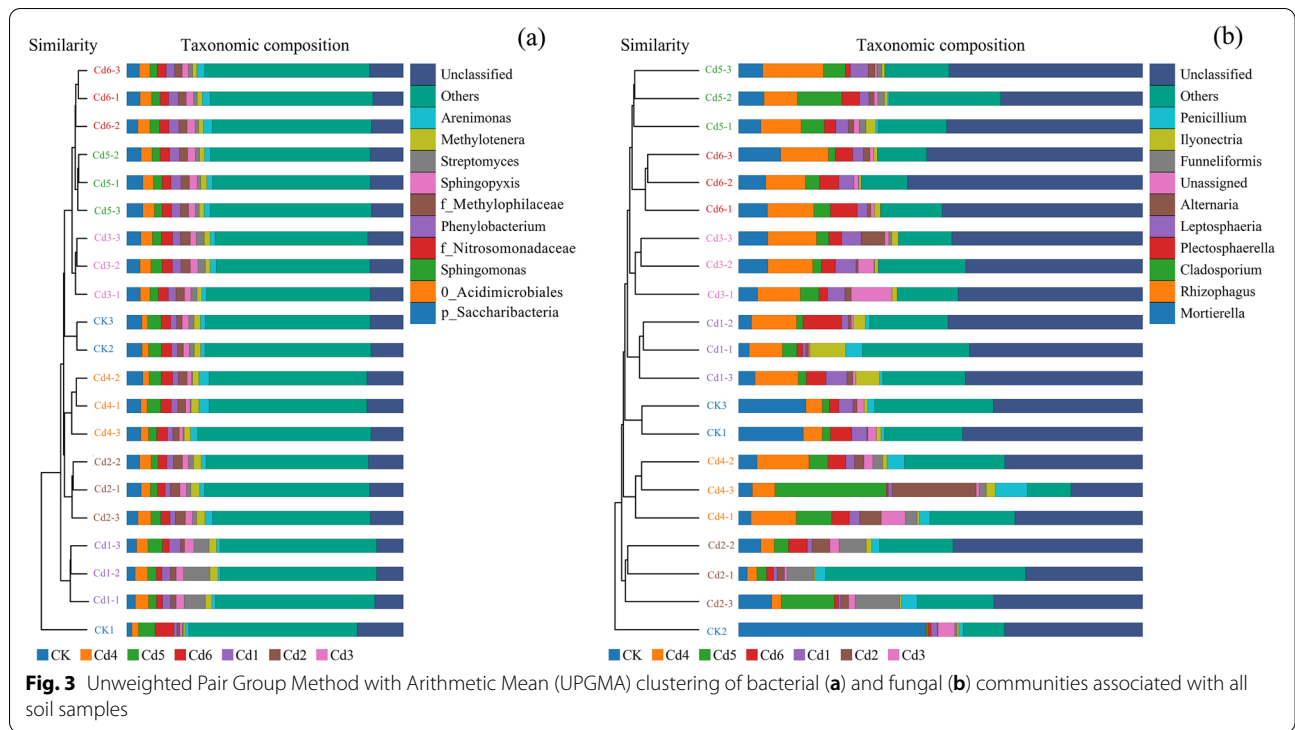 (a)
Similarity
Taxonomic composition
Cd6-3
Cd6-1
Cd6-2
Cd5-2
Cd5-1
Cd5-3
Cd3-3
Cd3-2
Cd3-1
CK3
CK2
Cd4-2
Cd4-1
Cd4-3
Cd2-2
Cd2-1
Cd2-3
Cd1-3
Cd1-2
Cd1-1
CK1
Unclassified
Others
Arenimonas
Methylotenera
Streptomyces
Sphingopyxis
f_Methylophilaceae
Phenylobacterium
f_Nitrosomonadaceae
Sphingomonas
0_Acidimicrobiales
p_Saccharibacteria
CK Cd4 Cd5 Cd6 Cd1 Cd2 Cd3
(b)
Similarity
Taxonomic composition
Cd5-3
Cd5-2
Cd5-1
Cd6-3
Cd6-2
Cd6-1
Cd3-3
Cd3-2
Cd3-1
Cd1-2
Cd1-1
Cd1-3
CK3
CK1
Cd4-2
Cd4-3
Cd4-1
Cd2-2
Cd2-1
Cd2-3
CK2
Unclassified
Others
Penicillium
Ilyonectria
Funneliformis
Unassigned
Alternaria
Leptosphaeria
Plectosphaerella
Cladosporium
Rhizophagus
Mortierella
CK Cd4 Cd5 Cd6 Cd1 Cd2 Cd3
Fig. 3 Unweighted Pair Group Method with Arithmetic Mean (UPGMA) clustering of bacterial (a) and fungal (b) communities associated with all
soil samples